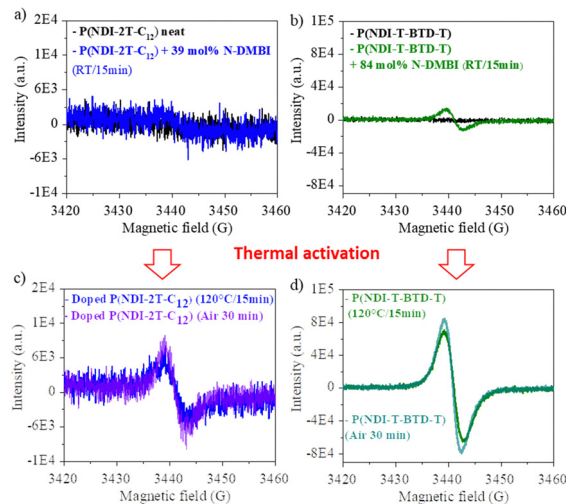 a)
- P(NDI-2T-C12) neat
- P(NDI-2T-C12) + 39 mol% N-DMBI
(RT/15min)
Intensity (a.u.)
2E4
1E4
6E3
0
-6E3
-1E4
3420 3430 3440 3450 3460
Magnetic field (G)
b)
- P(NDI-T-BTD-T)
- P(NDI-T-BTD-T)
+ 84 mol% N-DMBI (RT/15min)
Intensity (a.u.)
1E5
8E4
4E4
0
-4E4
-8E4
3420 3430 3440 3450 3460
Magnetic field (G)
Thermal activation
c)
- Doped P(NDI-2T-C12) (120°C/15min)
- Doped P(NDI-2T-C12) (Air 30 min)
Intensity (a.u.)
2E4
1E4
6E3
0
-6E3
-1E4
3420 3430 3440 3450 3460
Magnetic field (G)
d)
- P(NDI-T-BTD-T)
(120°C/15min)
- P(NDI-T-BTD-T)
(Air 30 min)
Intensity (a.u.)
1E5
8E4
4E4
0
-4E4
-8E4
3420 3430 3440 3450 3460
Magnetic field (G)